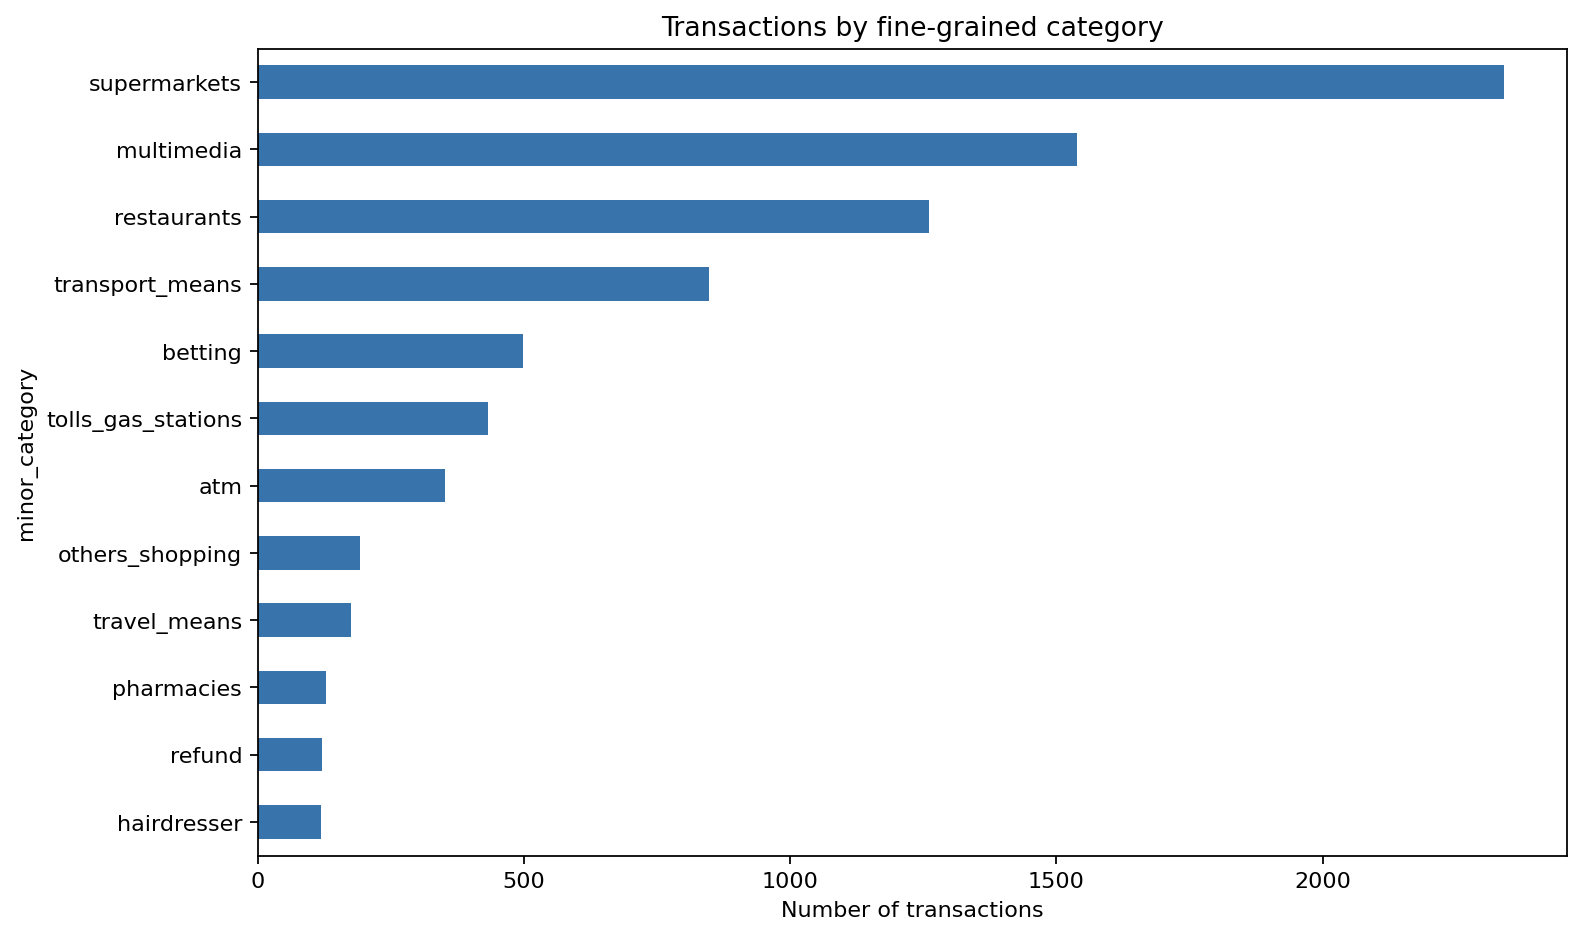 Transactions by fine-grained category
supermarkets
multimedia
restaurants
transport_means
betting
tolls_gas_stations
atm
others_shopping
travel_means
pharmacies
refund
hairdresser
minor_category
0 500 1000 1500 2000
Number of transactions